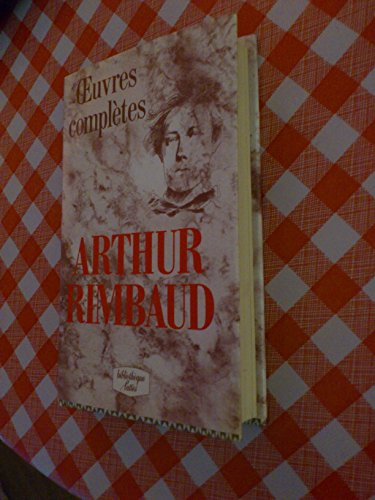 Œuvres
complètes
ARTHUR
RIMBAUD
bibliothèque
Lattès